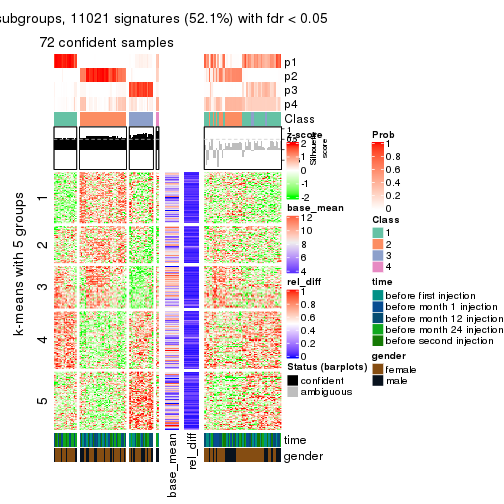 subgroups, 11021 signatures (52.1%) with fdr < 0.05
72 confident samples
p1
p2
p3
p4
Class
1
z-score
2
1
0
-1
-2
Silhouette
score
k-means with 5 groups
1
2
3
4
5
base_mean
12
10
8
6
4
rel_diff
1
0.8
0.6
0.4
0.2
0
Status (barplots)
confident
ambiguous
Prob
1
0.8
0.6
0.4
0.2
0
Class
1
2
3
4
time
before first injection
before month 1 injection
before month 12 injection
before month 24 injection
before second injection
gender
female
male
time
gender
base_mean
rel_diff